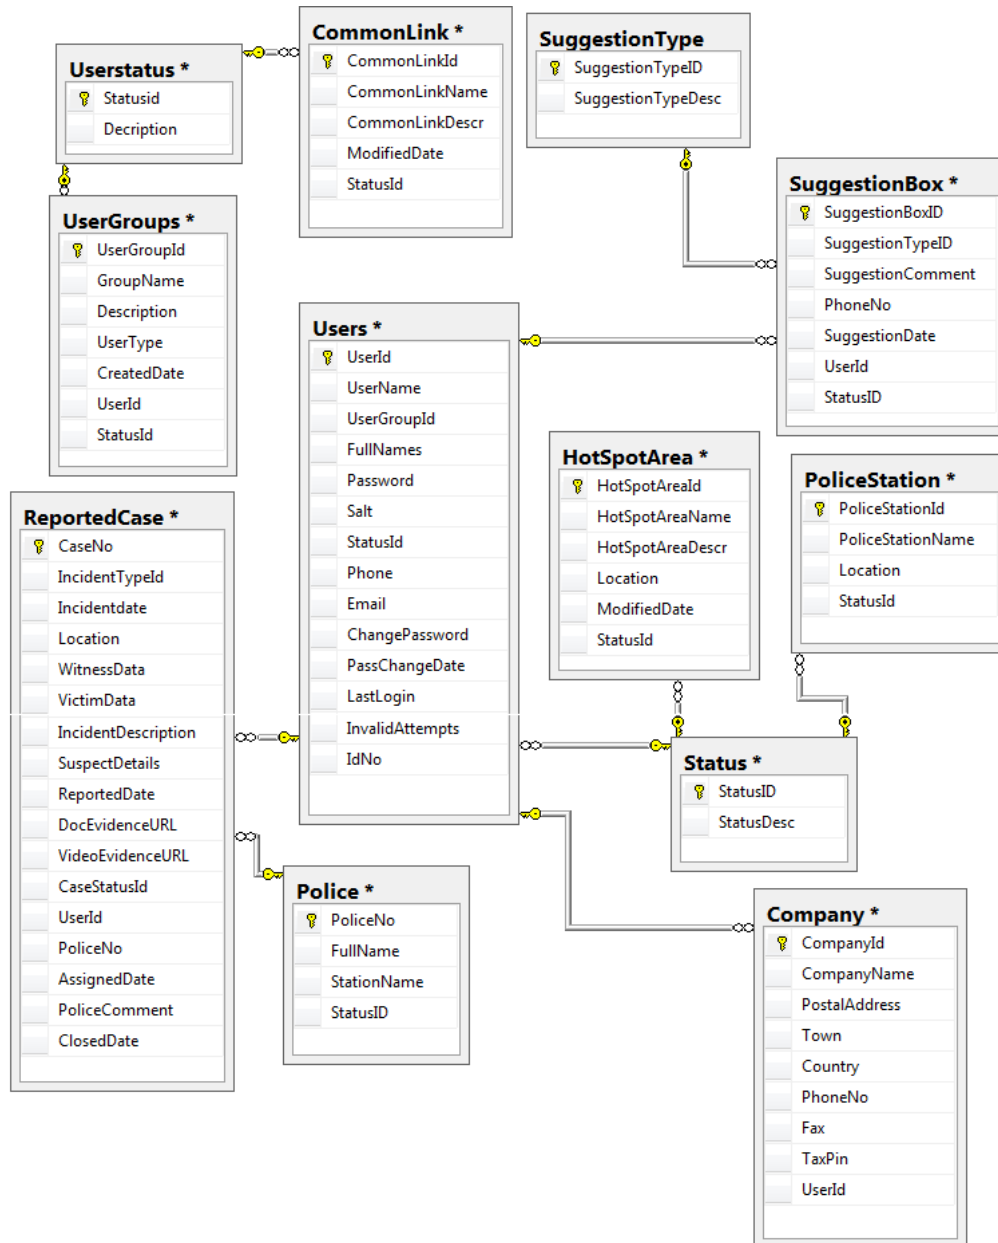 CommonLink *
CommonLinkId
CommonLinkName
CommonLinkDescr
ModifiedDate
StatusId
SuggestionType
SuggestionTypeID
SuggestionTypeDesc
Userstatus *
Statusid
Decription
SuggestionBox *
SuggestionBoxID
SuggestionTypeID
SuggestionComment
PhoneNo
SuggestionDate
UserId
StatusID
UserGroups *
UserGroupId
GroupName
Description
UserType
CreatedDate
UserId
StatusId
Users *
UserId
UserName
UserGroupId
FullNames
Password
Salt
StatusId
Phone
Email
ChangePassword
PassChangeDate
LastLogin
InvalidAttempts
IdNo
HotSpotArea *
HotSpotAreaId
HotSpotAreaName
HotSpotAreaDescr
Location
ModifiedDate
StatusId
PoliceStation *
PoliceStationId
PoliceStationName
Location
StatusId
ReportedCase *
CaseNo
IncidentTypeId
Incidentdate
Location
WitnessData
VictimData
IncidentDescription
SuspectDetails
ReportedDate
DocEvidenceURL
VideoEvidenceURL
CaseStatusId
UserId
PoliceNo
AssignedDate
PoliceComment
ClosedDate
Status *
StatusID
StatusDesc
Police *
PoliceNo
FullName
StationName
StatusID
Company *
CompanyId
CompanyName
PostalAddress
Town
Country
PhoneNo
Fax
TaxPin
UserId